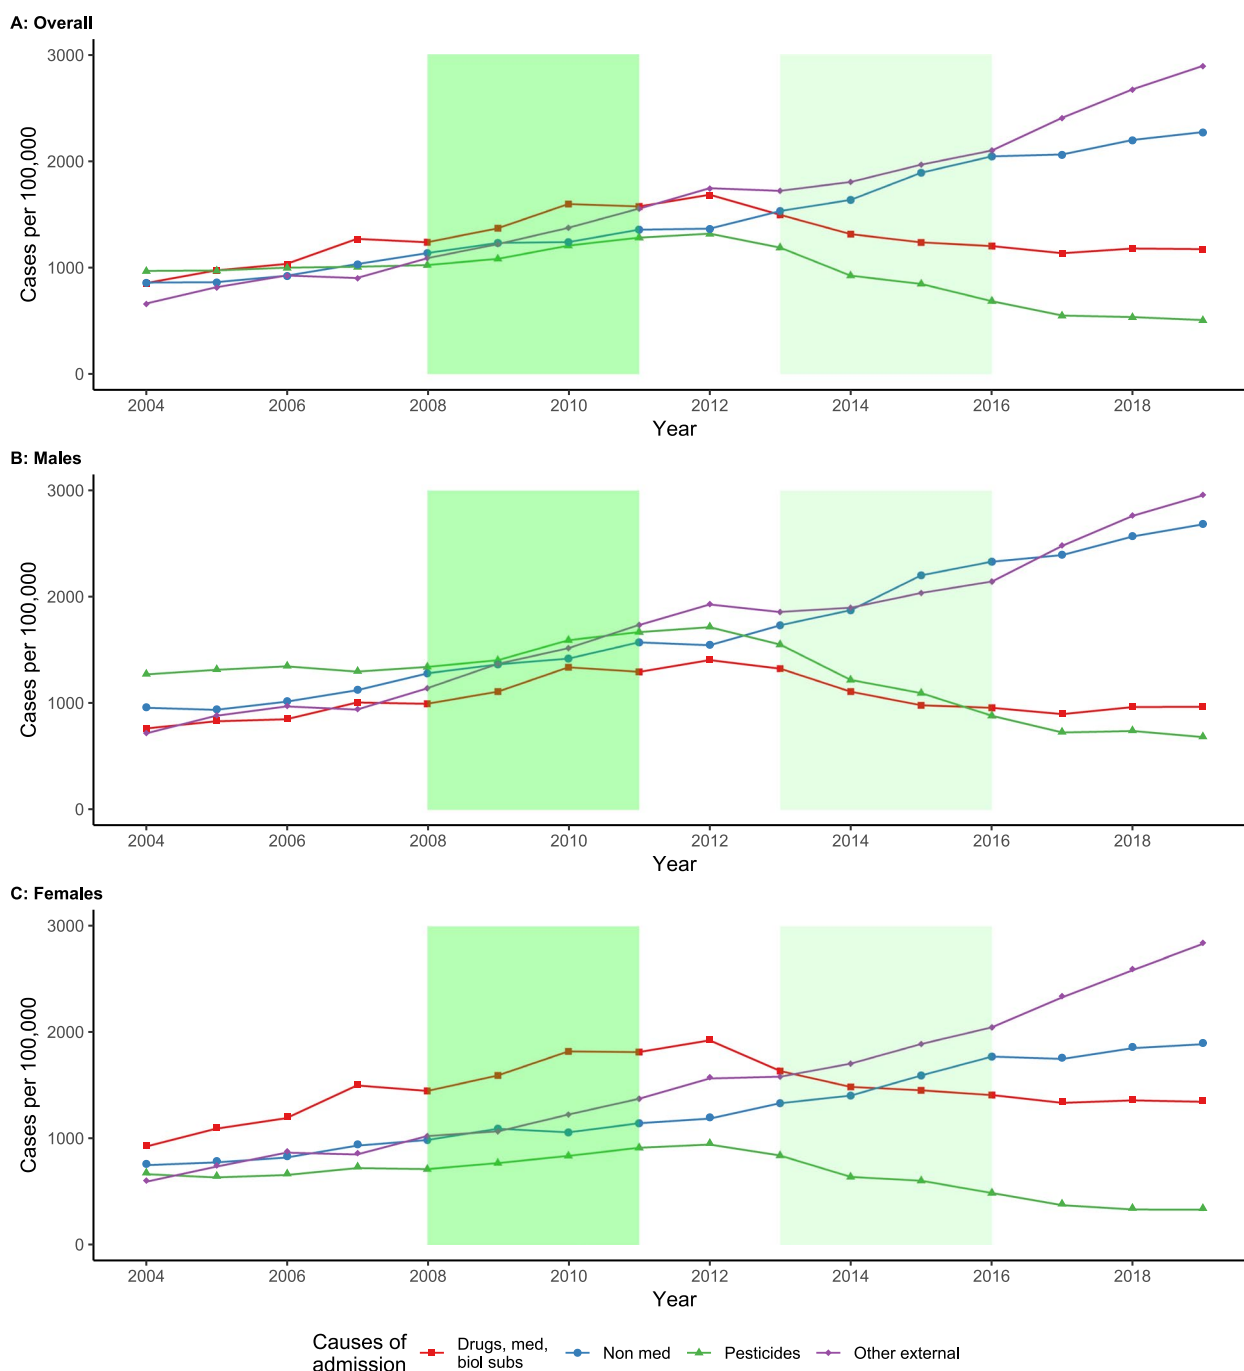 A: Overall
3000
2000
1000
0
Cases per 100,000
2004 2006 2008 2010 2012 2014 2016 2018
Year
B: Males
3000
2000
1000
0
Cases per 100,000
2004 2006 2008 2010 2012 2014 2016 2018
Year
C: Females
3000
2000
1000
0
Cases per 100,000
2004 2006 2008 2010 2012 2014 2016 2018
Year
Causes of
admission
Drugs, med,
biol subs
Non med
Pesticides
Other external